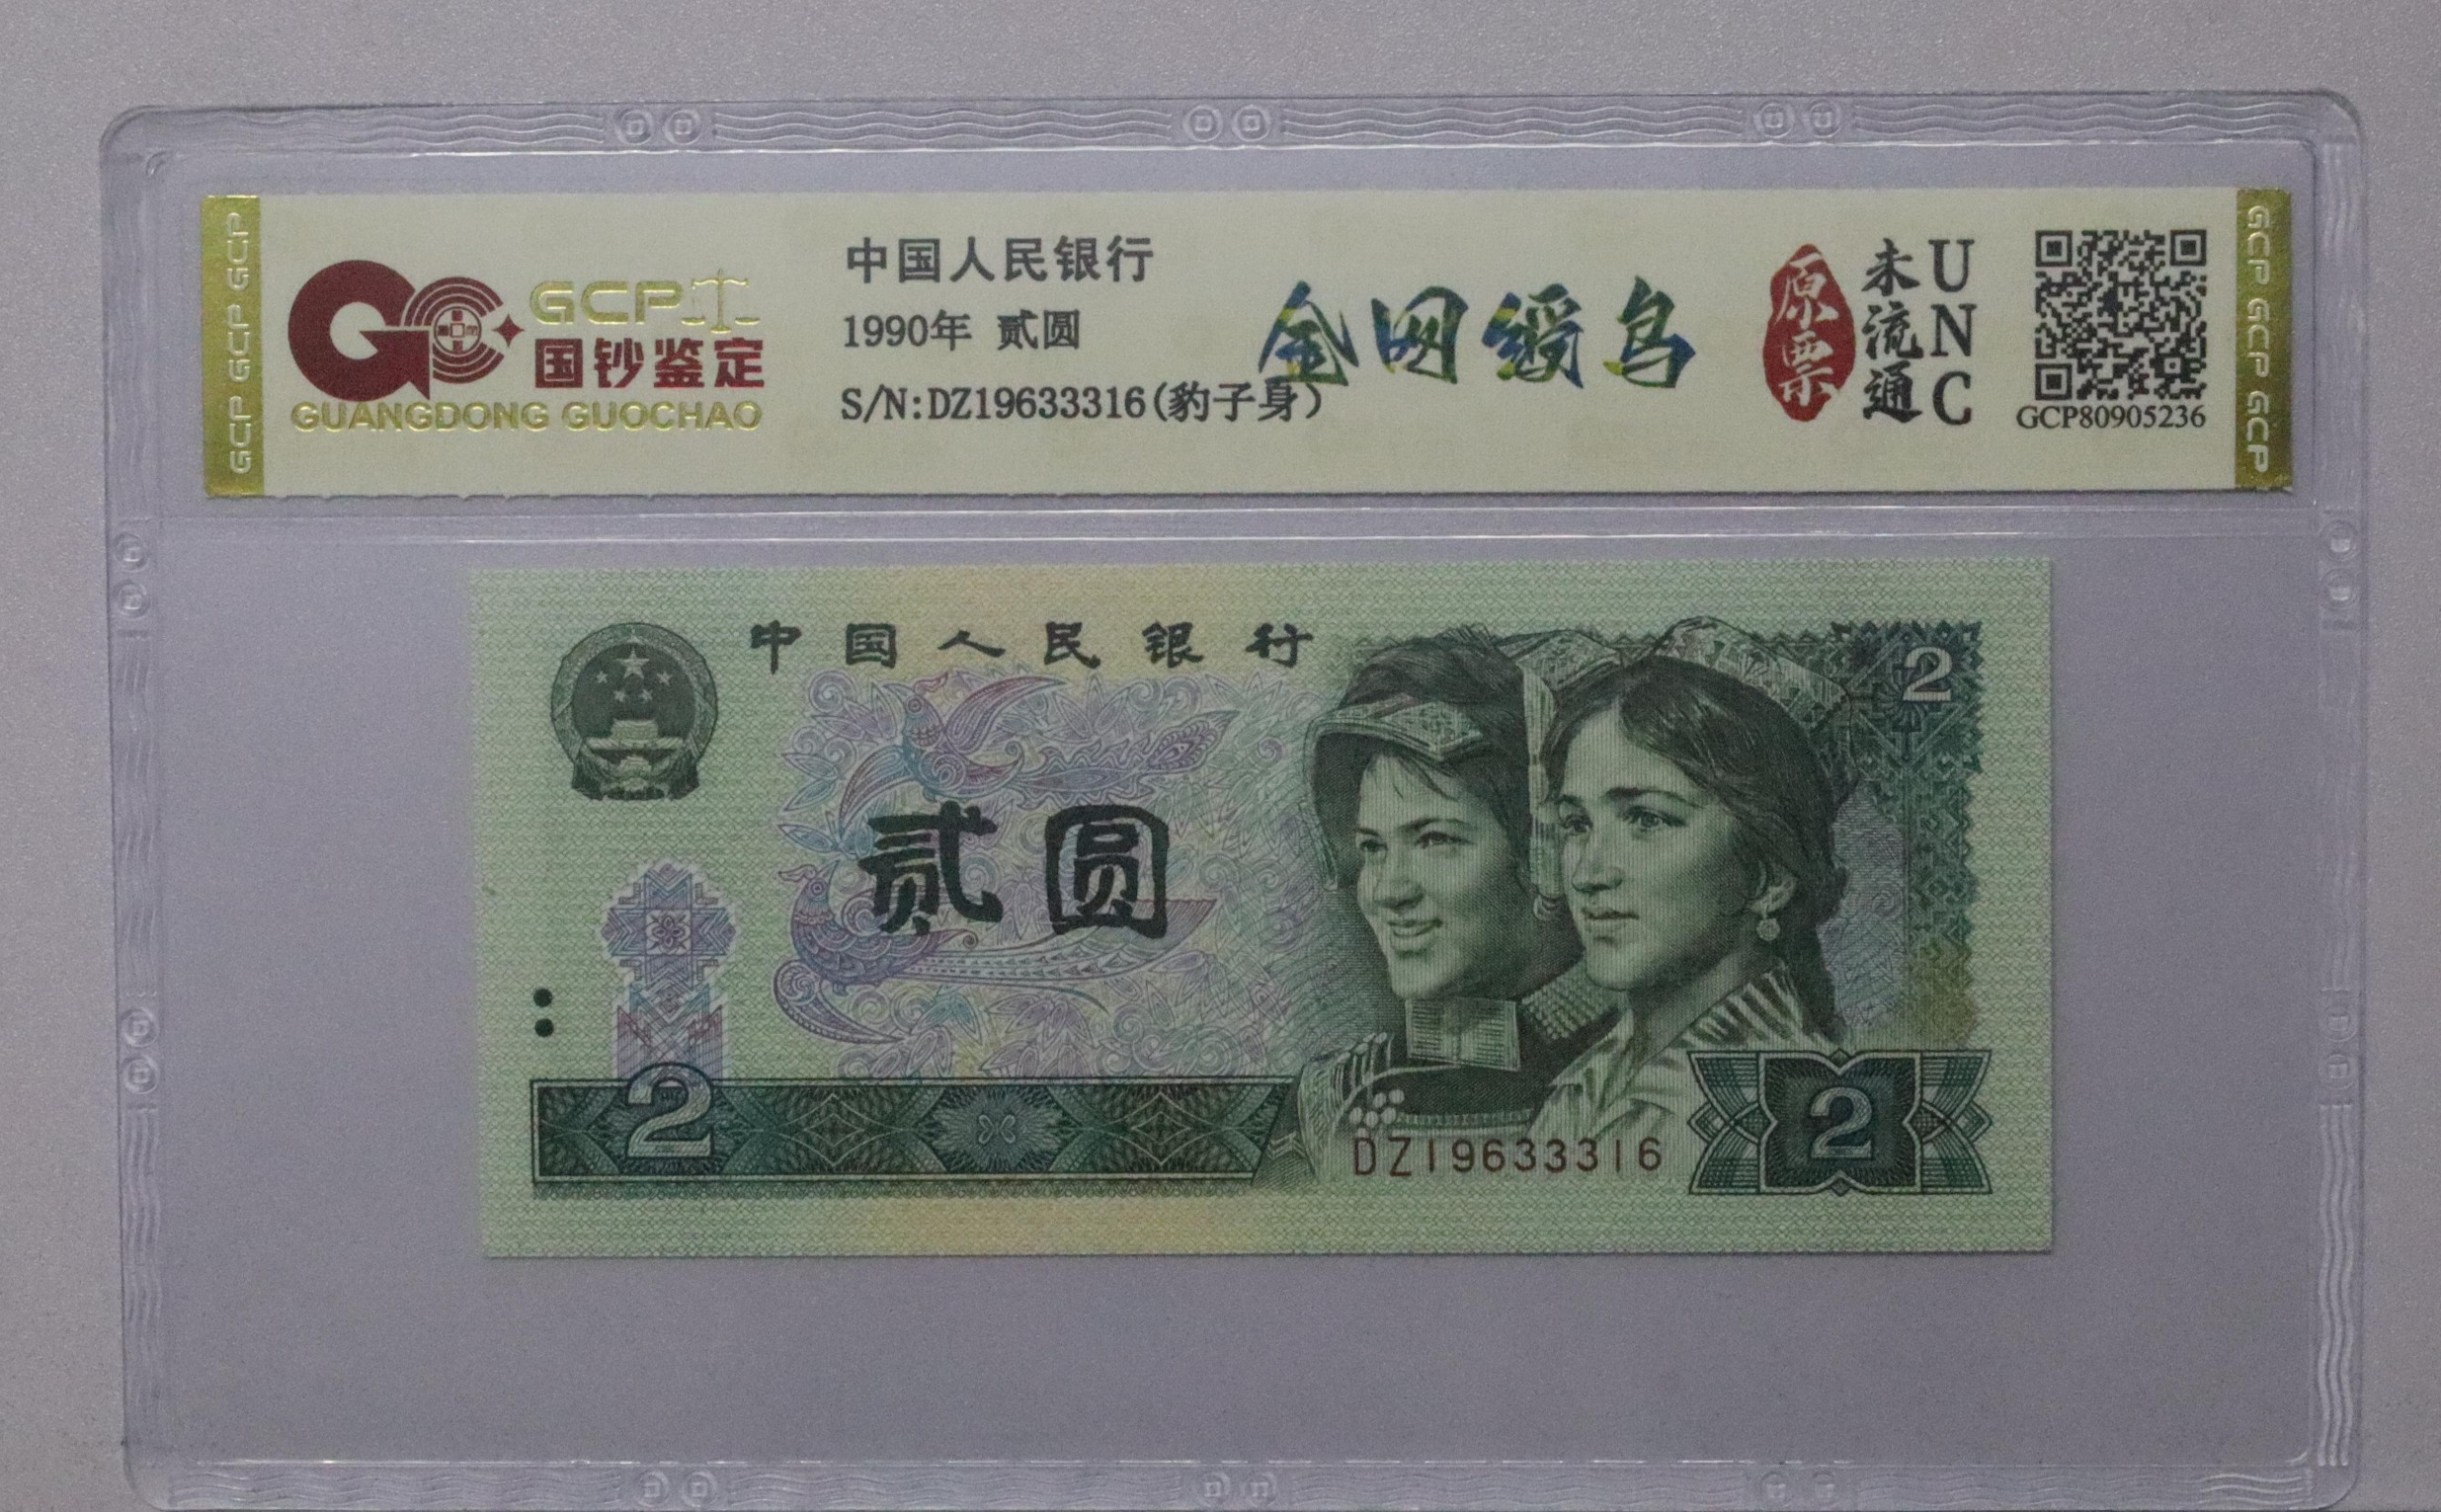 GCP GCP GCP GCP
GCP
国钞鉴定
GUANGDONG GUOCHAO
中国人民银行
1990年 贰圆
S/N:DZ19633316(豹子身)
金网绶鸟
原票
未流通
UNC
GCP80905236
GCP GCP GCP
中国人民银行
2
贰圆
2
DZ19633316
2